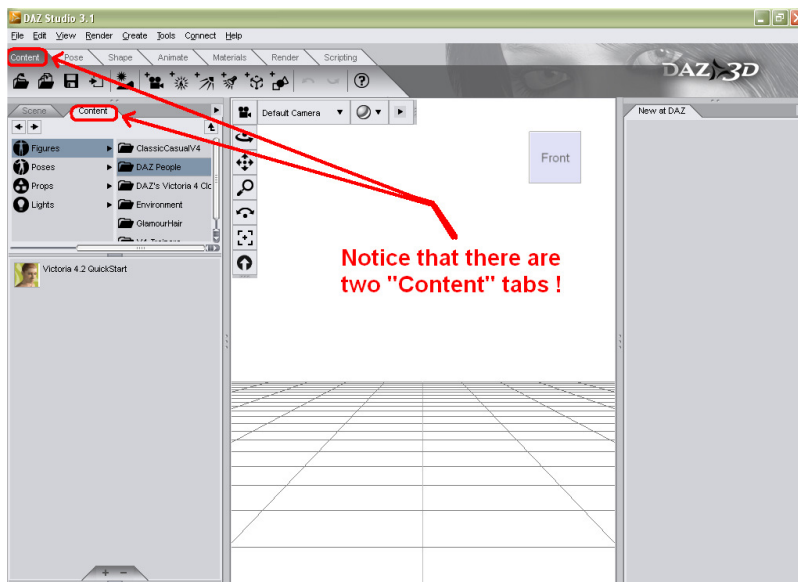 DAZ Studio 3.1
File Edit View Render Create Tools Connect Help
Content Pose Shape Animate Materials Render Scripting
DAZ 3D
Scene Content
Default Camera
New at DAZ
Figures
Poses
Props
Lights
ClassicCasualV4
DAZ People
DAZ's Victoria 4 Clo
Environment
GlamourHair
Front
Notice that there are
two "Content" tabs !
Victoria 4.2 QuickStart